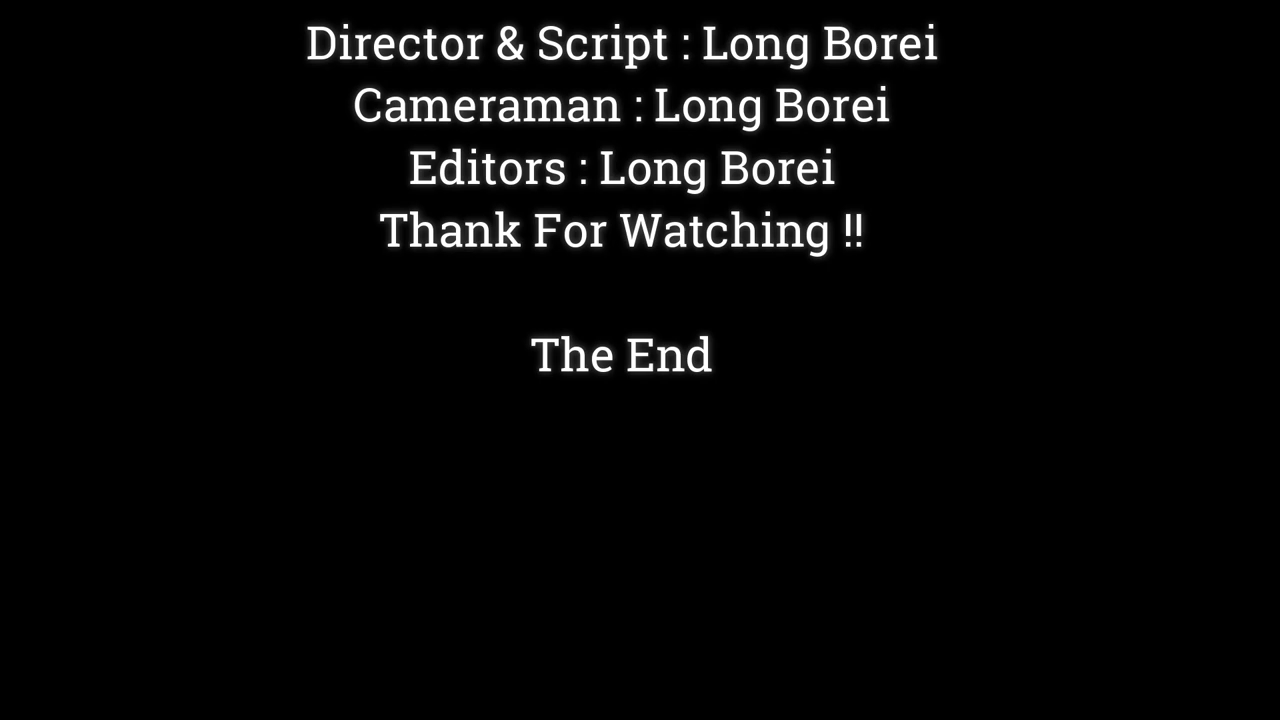 Director & Script : Long Borei
Cameraman : Long Borei
Editors : Long Borei
Thank For Watching !!
The End